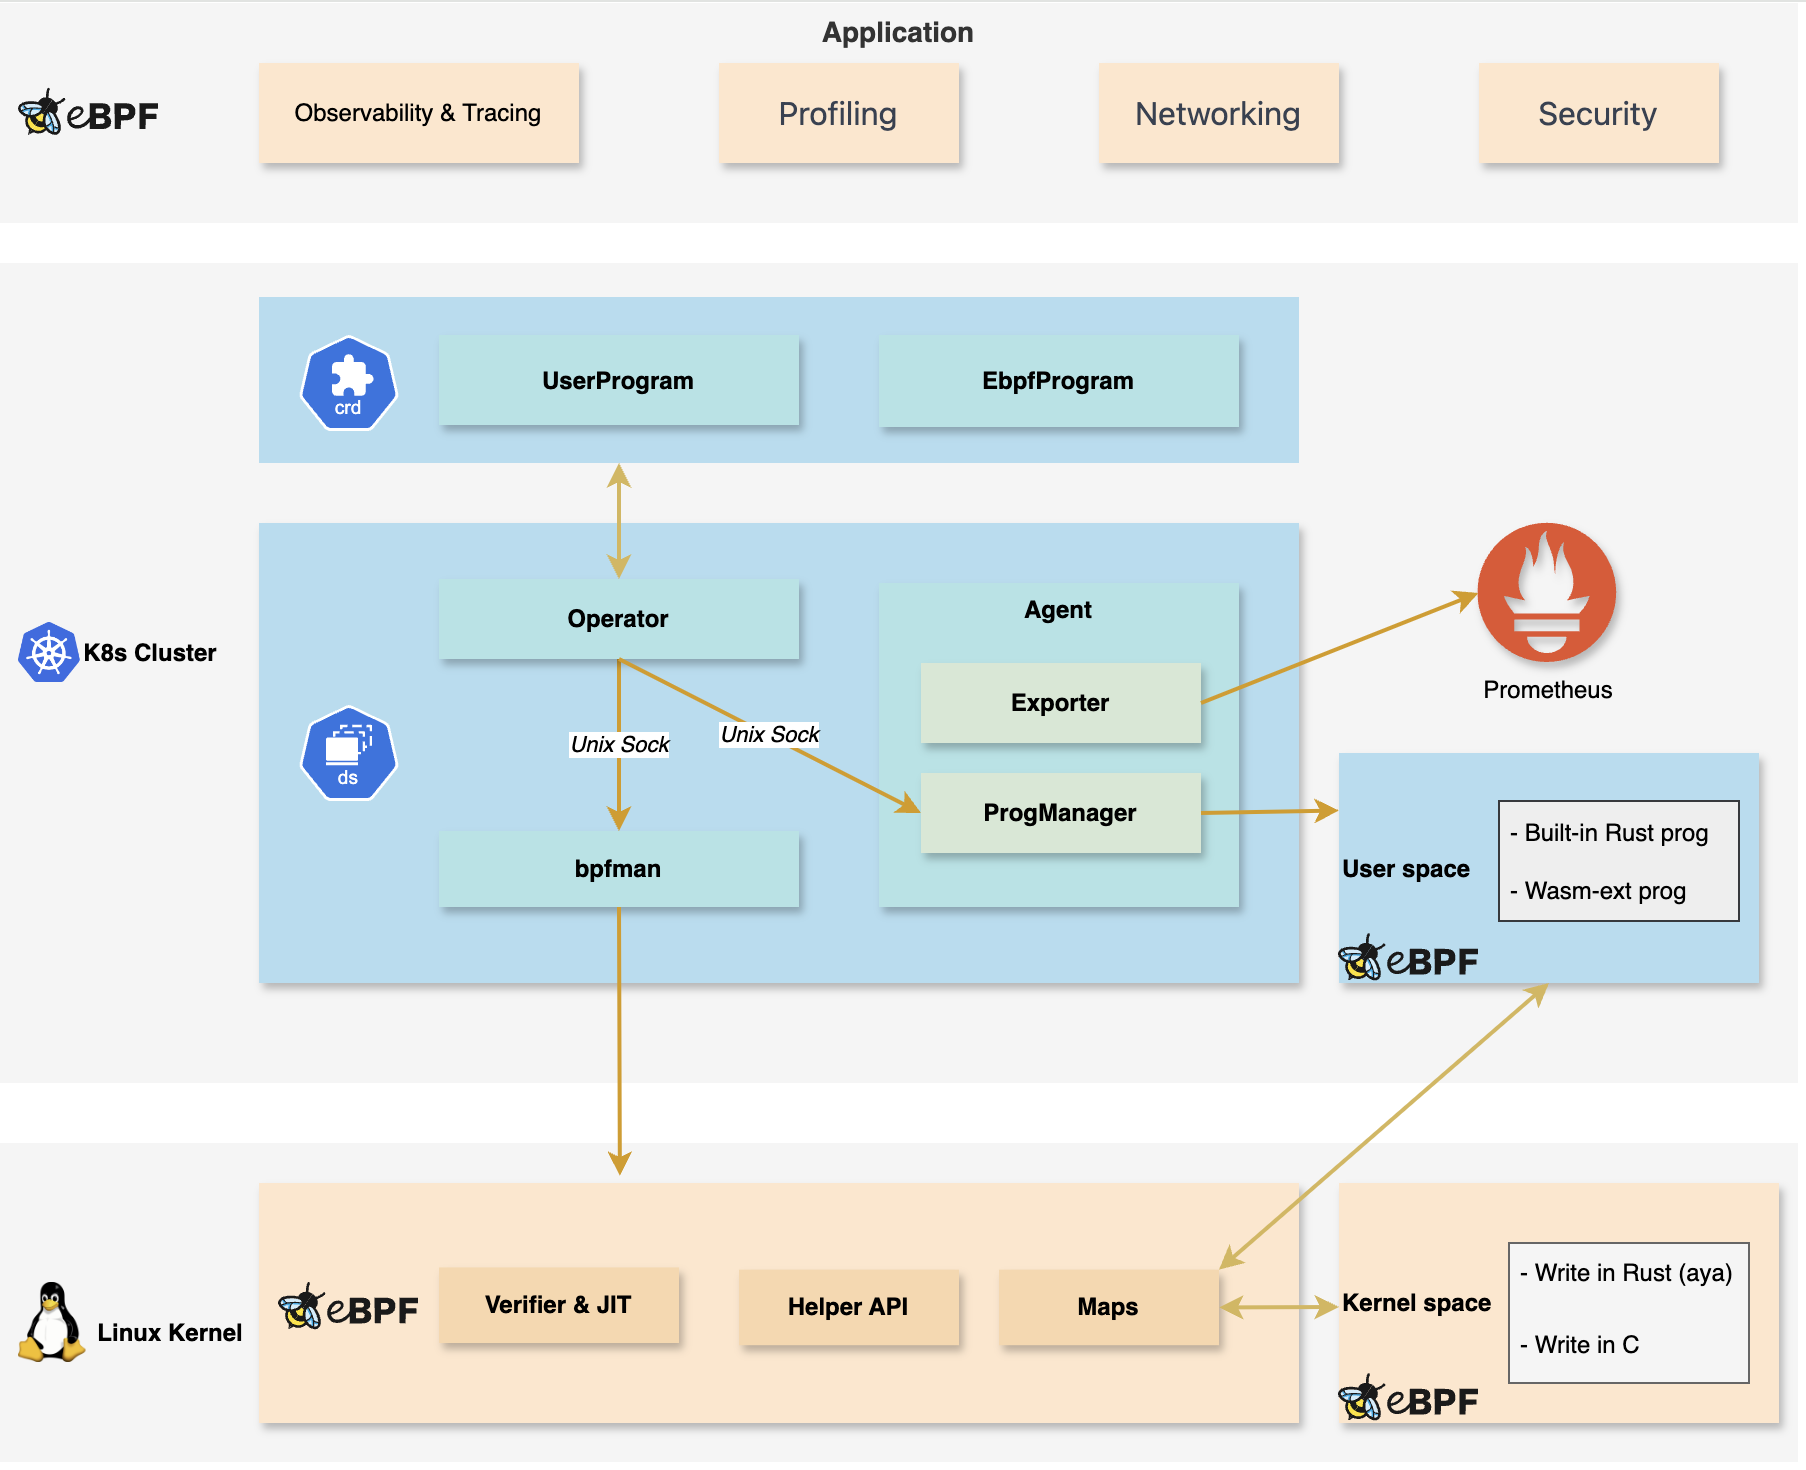 Application
eBPF
Observability & Tracing
Profiling
Networking
Security
crd
UserProgram
EbpfProgram
K8s Cluster
ds
Operator
Unix Sock
Unix Sock
bpfman
Agent
Exporter
ProgManager
Prometheus
User space
- Built-in Rust prog
- Wasm-ext prog
eBPF
Linux Kernel
eBPF
Verifier & JIT
Helper API
Maps
Kernel space
- Write in Rust (aya)
- Write in C
eBPF